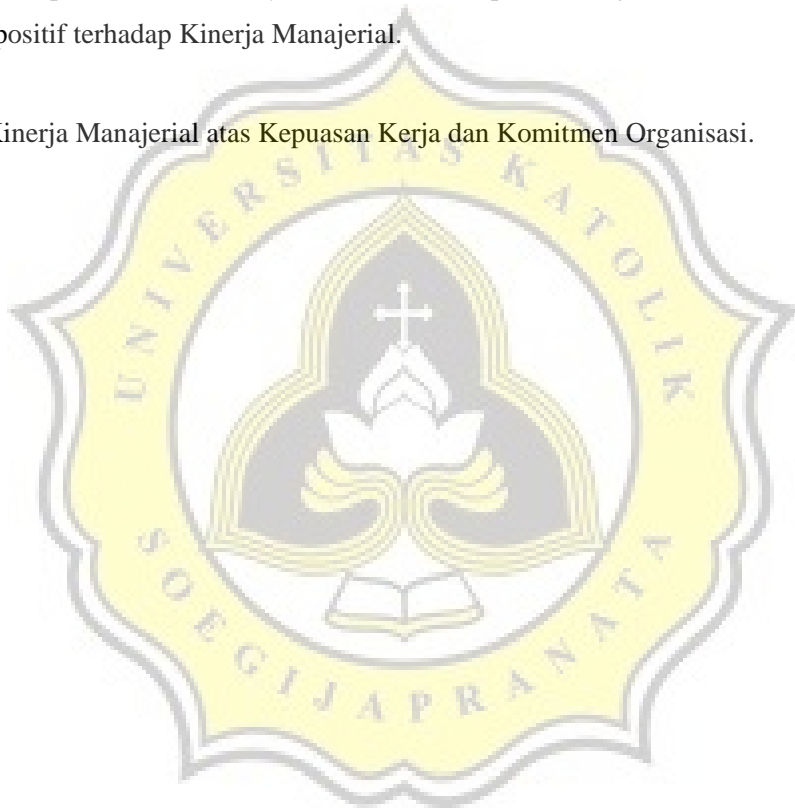 positif terhadap Kinerja Manajerial.
Kinerja Manajerial atas Kepuasan Kerja dan Komitmen Organisasi.
UNIVERSITAS KATOLIK
SOEGIJAPRANATA